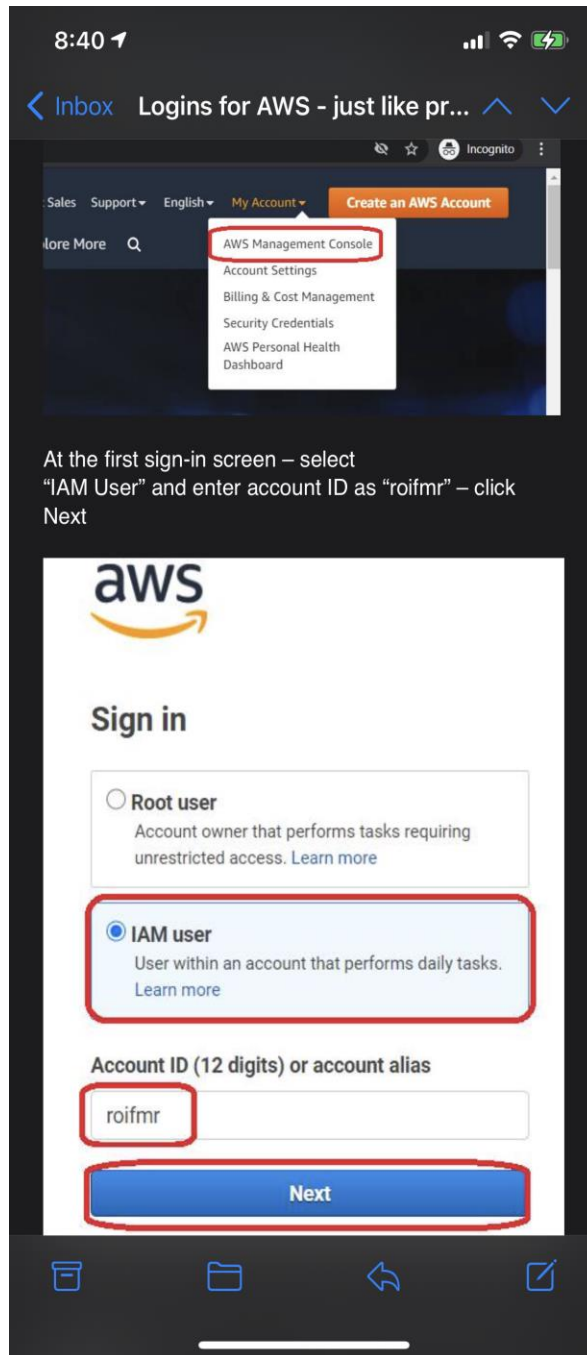 8:40
Inbox Logins for AWS - just like pr...
Incognito
Sales Support English My Account Create an AWS Account
lore More
AWS Management Console
Account Settings
Billing & Cost Management
Security Credentials
AWS Personal Health
Dashboard
At the first sign-in screen – select
“IAM User” and enter account ID as “roifmr” – click
Next
aws
Sign in
Root user
Account owner that performs tasks requiring
unrestricted access. Learn more
IAM user
User within an account that performs daily tasks.
Learn more
Account ID (12 digits) or account alias
roifmr
Next